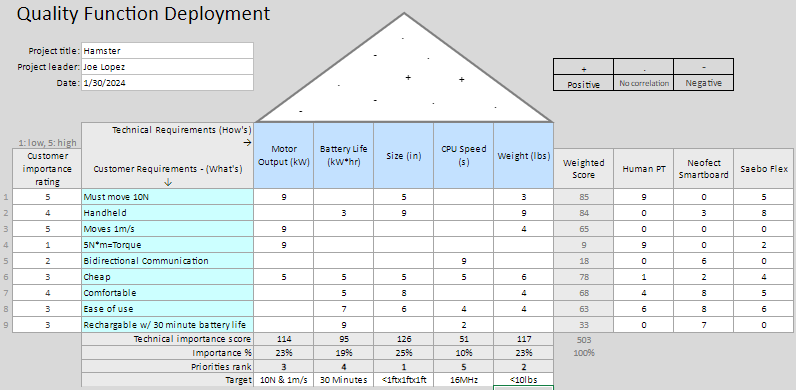 Quality Function Deployment
Project title: Hamster
Project leader: Joe Lopez
Date: 1/30/2024
+ . -
Positive No correlation Negative
- - . + + . - . - - .
1: low, 5: high
Technical Requirements (How's) →
Customer importance rating
Customer Requirements - (What's) ↓
Motor Output (kW)
Battery Life (kW*hr)
Size (in)
CPU Speed (s)
Weight (lbs)
Weighted Score
Human PT
Neofect Smartboard
Saebo Flex
1 5 Must move 10N 9 5 3 85 9 0 5
2 4 Handheld 3 9 9 84 0 3 8
3 5 Moves 1m/s 9 4 65 0 0 0
4 1 5N*m=Torque 9 9 9 0 2
5 2 Bidirectional Communication 9 18 0 6 0
6 3 Cheap 5 5 5 5 6 78 1 2 4
7 4 Comfortable 5 8 4 68 4 8 5
8 3 Ease of use 7 6 4 4 63 6 8 6
9 3 Rechargable w/ 30 minute battery life 9 2 33 0 7 0
Technical importance score 114 95 126 51 117 503
Importance % 23% 19% 25% 10% 23% 100%
Priorities rank 3 4 1 5 2
Target 10N & 1m/s 30 Minutes <1ftx1ftx1ft 16MHz <10lbs